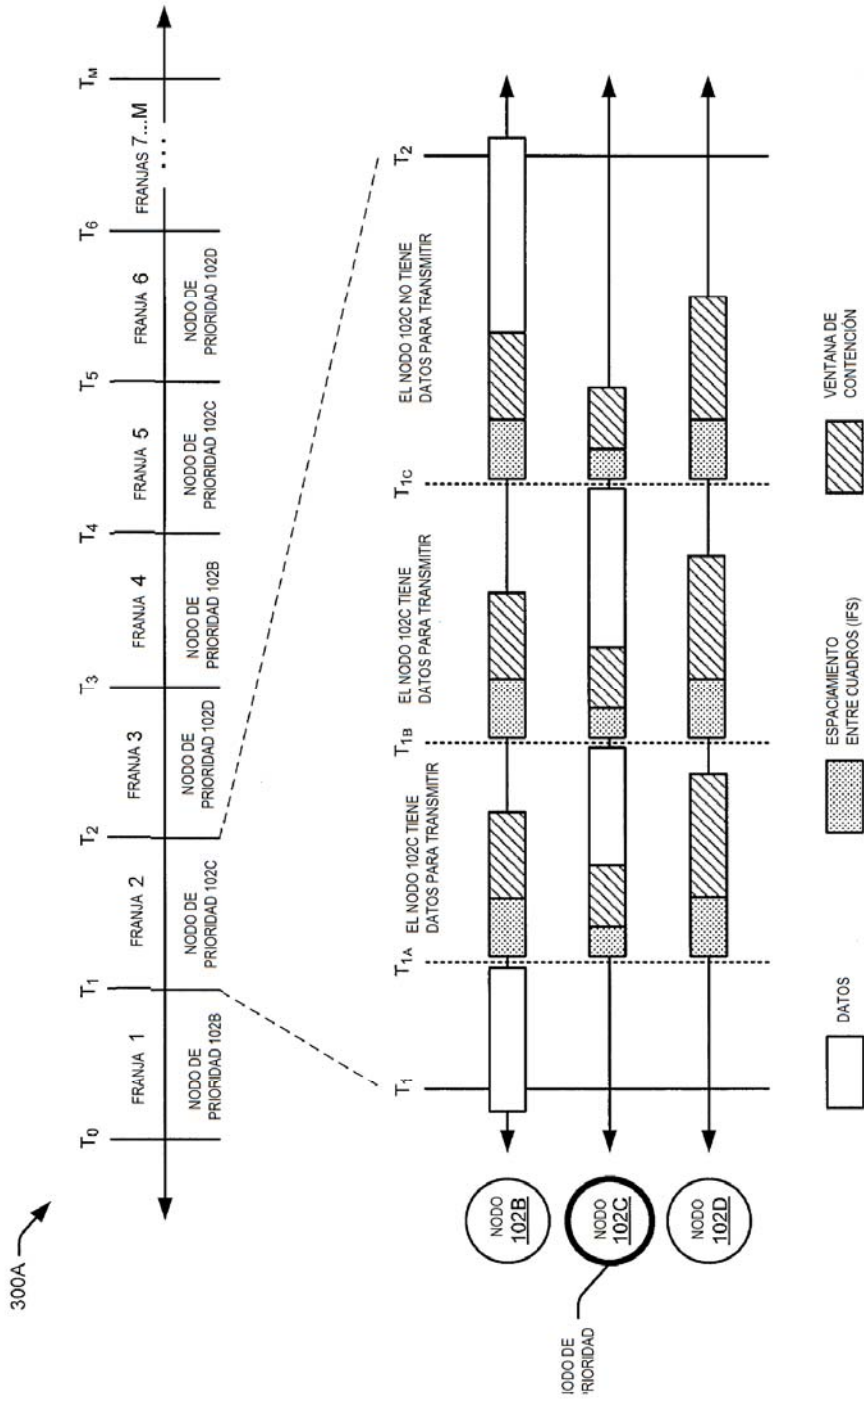 300A
T0
T1
T2
T3
T4
T5
T6
TM
FRANJA 1
FRANJA 2
FRANJA 3
FRANJA 4
FRANJA 5
FRANJA 6
FRANJAS 7...M
NODO DE
PRIORIDAD 102B
NODO DE
PRIORIDAD 102C
NODO DE
PRIORIDAD 102D
NODO DE
PRIORIDAD 102B
NODO DE
PRIORIDAD 102C
NODO DE
PRIORIDAD 102D
T1
T1A
T1B
T1C
T2
EL NODO 102C TIENE
DATOS PARA TRANSMITIR
EL NODO 102C TIENE
DATOS PARA TRANSMITIR
EL NODO 102C NO TIENE
DATOS PARA TRANSMITIR
NODO
102B
NODO
102C
NODO
102D
IODO DE
'RIORIDAD
DATOS
ESPACIAMIENTO
ENTRE CUADROS (IFS)
VENTANA DE
CONTENCIÓN